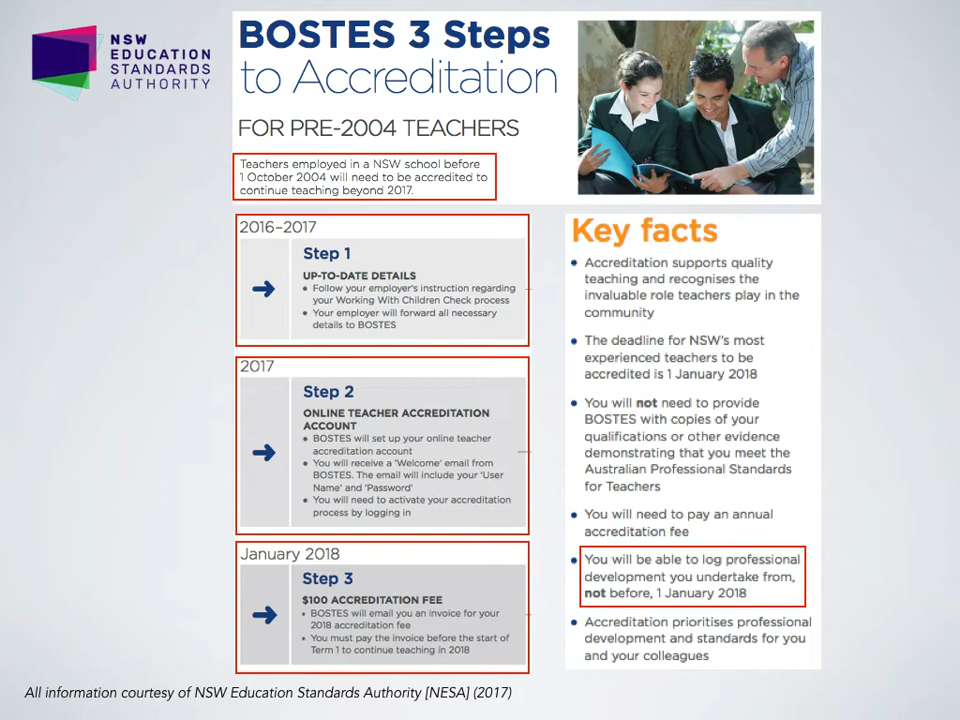 NSW
EDUCATION
STANDARDS
AUTHORITY
BOSTES 3 Steps
to Accreditation
FOR PRE-2004 TEACHERS
Teachers employed in a NSW school before
1 October 2004 will need to be accredited to
continue teaching beyond 2017.
2016–2017
Step 1
UP-TO-DATE DETAILS
• Follow your employer's instruction regarding
your Working With Children Check process
• Your employer will forward all necessary
details to BOSTES
2017
Step 2
ONLINE TEACHER ACCREDITATION
ACCOUNT
• BOSTES will set up your online teacher
accreditation account
• You will receive a 'Welcome' email from
BOSTES. The email will include your 'User
Name' and 'Password'
• You will need to activate your accreditation
process by logging in
January 2018
Step 3
$100 ACCREDITATION FEE
• BOSTES will email you an invoice for your
2018 accreditation fee
• You must pay the invoice before the start of
Term 1 to continue teaching in 2018
Key facts
• Accreditation supports quality
teaching and recognises the
invaluable role teachers play in the
community
• The deadline for NSW's most
experienced teachers to be
accredited is 1 January 2018
• You will not need to provide
BOSTES with copies of your
qualifications or other evidence
demonstrating that you meet the
Australian Professional Standards
for Teachers
• You will need to pay an annual
accreditation fee
• You will be able to log professional
development you undertake from,
not before, 1 January 2018
• Accreditation prioritises professional
development and standards for you
and your colleagues
All information courtesy of NSW Education Standards Authority [NESA] (2017)